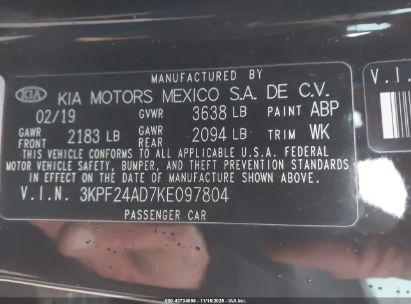 MANUFACTURED BY
KIA KIA MOTORS MEXICO S.A. DE C.V.
02/19 GVWR 3638 LB PAINT ABP
GAWR FRONT 2183 LB GAWR REAR 2094 LB TRIM WK
THIS VEHICLE CONFORMS TO ALL APPLICABLE U.S.A. FEDERAL
MOTOR VEHICLE SAFETY, BUMPER, AND THEFT PREVENTION STANDARDS
IN EFFECT ON THE DATE OF MANUFACTURE SHOWN ABOVE.
V.I.N. 3KPF24AD7KE097804
PASSENGER CAR
V.I.